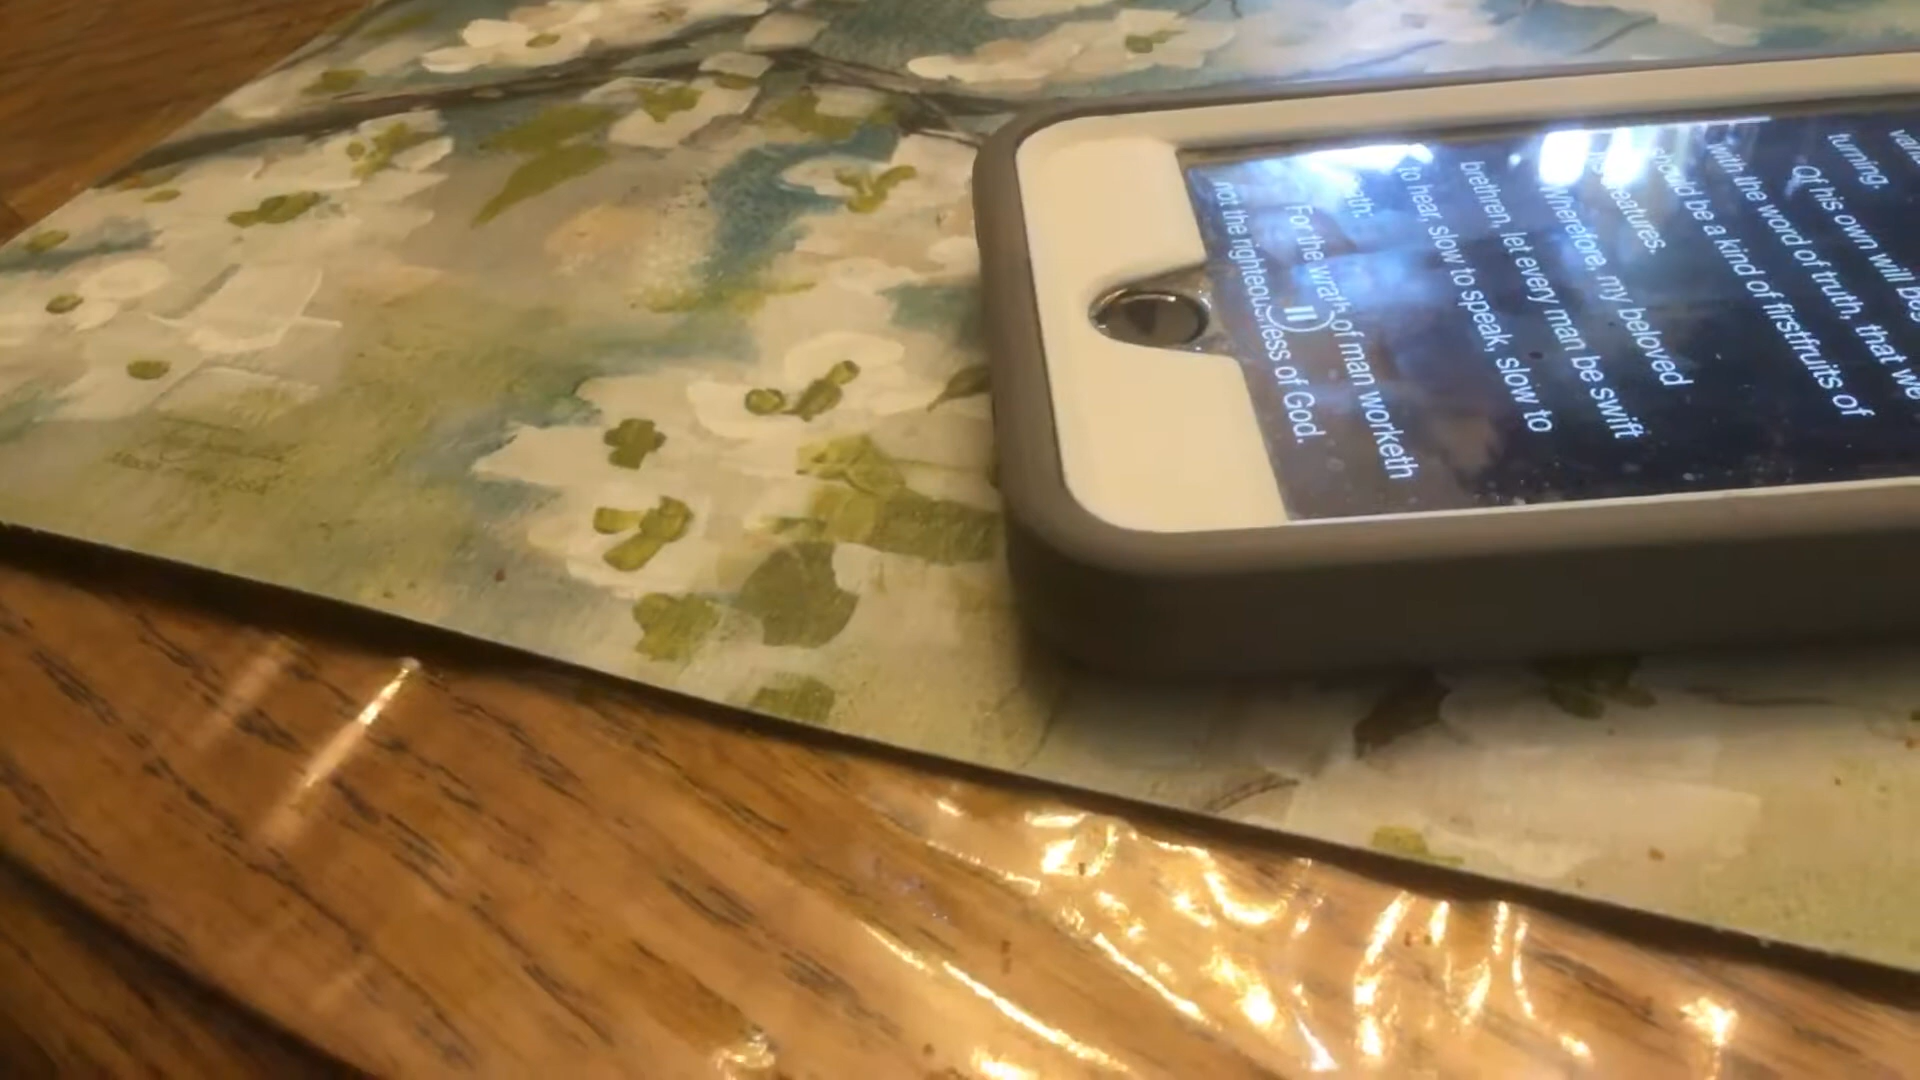 turning.
Of his own will
with the word of truth, that we
should be a kind of firstfruits of
creatures.
Wherefore, my beloved
brethren, let every man be swift
to hear, slow to speak, slow to
For the wrath of man worketh
not the righteousness of God.